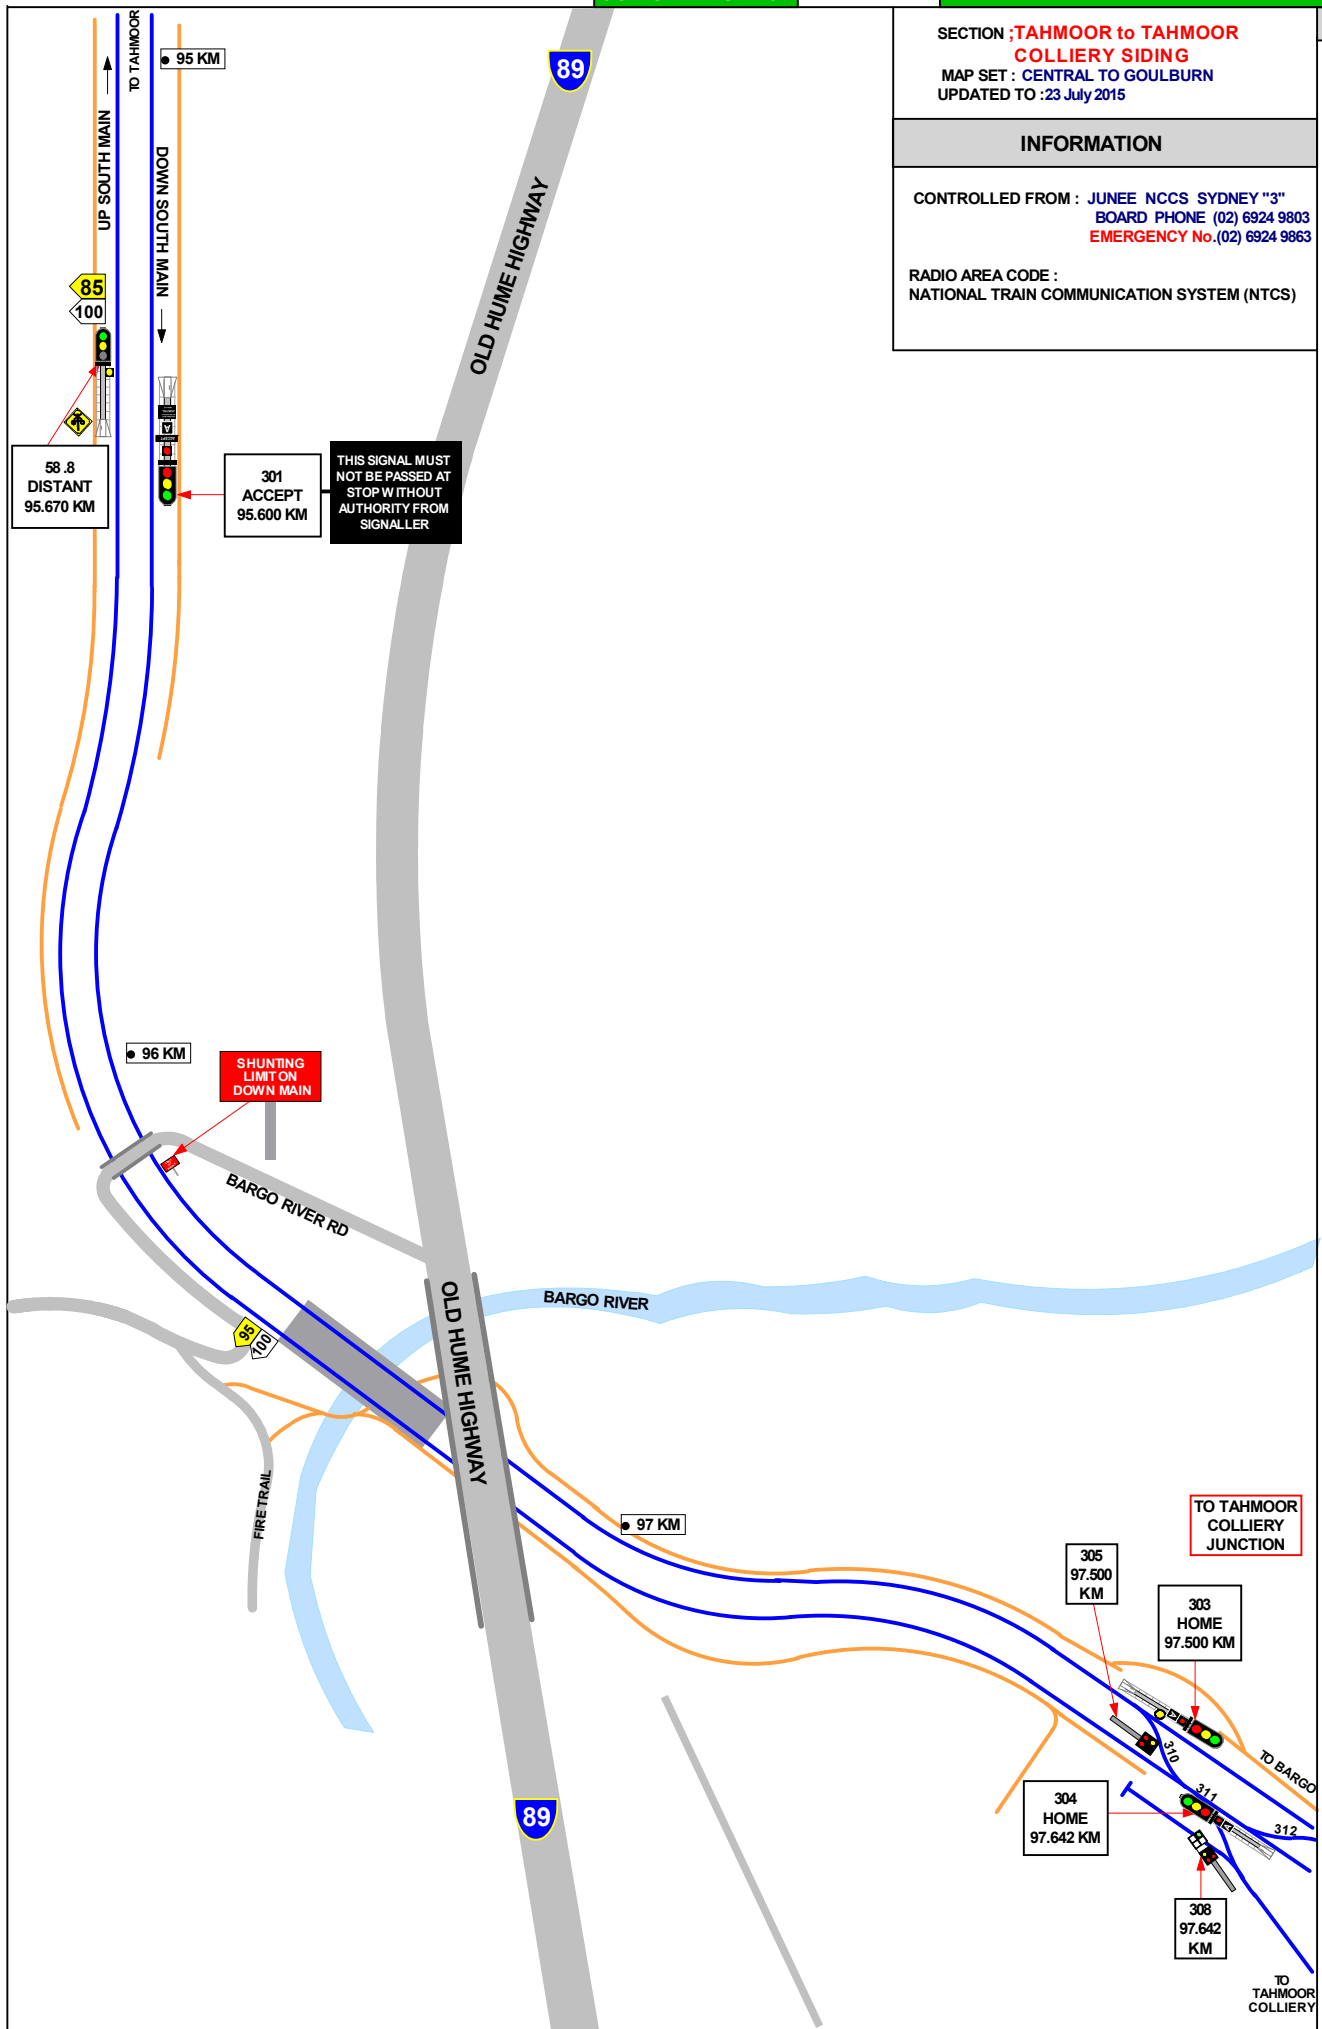 SECTION ;TAHMOOR to TAHMOOR
COLLIERY SIDING
MAP SET : CENTRAL TO GOULBURN
UPDATED TO :23 July 2015
INFORMATION
CONTROLLED FROM : JUNEE NCCS SYDNEY "3"
BOARD PHONE (02) 6924 9803
EMERGENCY No.(02) 6924 9863
RADIO AREA CODE :
NATIONAL TRAIN COMMUNICATION SYSTEM (NTCS)
TO TAHMOOR
95 KM
UP SOUTH MAIN
DOWN SOUTH MAIN
89
OLD HUME HIGHWAY
85
100
58 .8
DISTANT
95.670 KM
A
301
ACCEPT
95.600 KM
THIS SIGNAL MUST
NOT BE PASSED AT
STOP WITHOUT
AUTHORITY FROM
SIGNALLER
96 KM
SHUNTING
LIMIT ON
DOWN MAIN
BARGO RIVER RD
BARGO RIVER
OLD HUME HIGHWAY
95
100
FIRE TRAIL
97 KM
TO TAHMOOR
COLLIERY
JUNCTION
305
97.500
KM
303
HOME
97.500 KM
310
TO BARGO
311
312
304
HOME
97.642 KM
89
308
97.642
KM
TO
TAHMOOR
COLLIERY